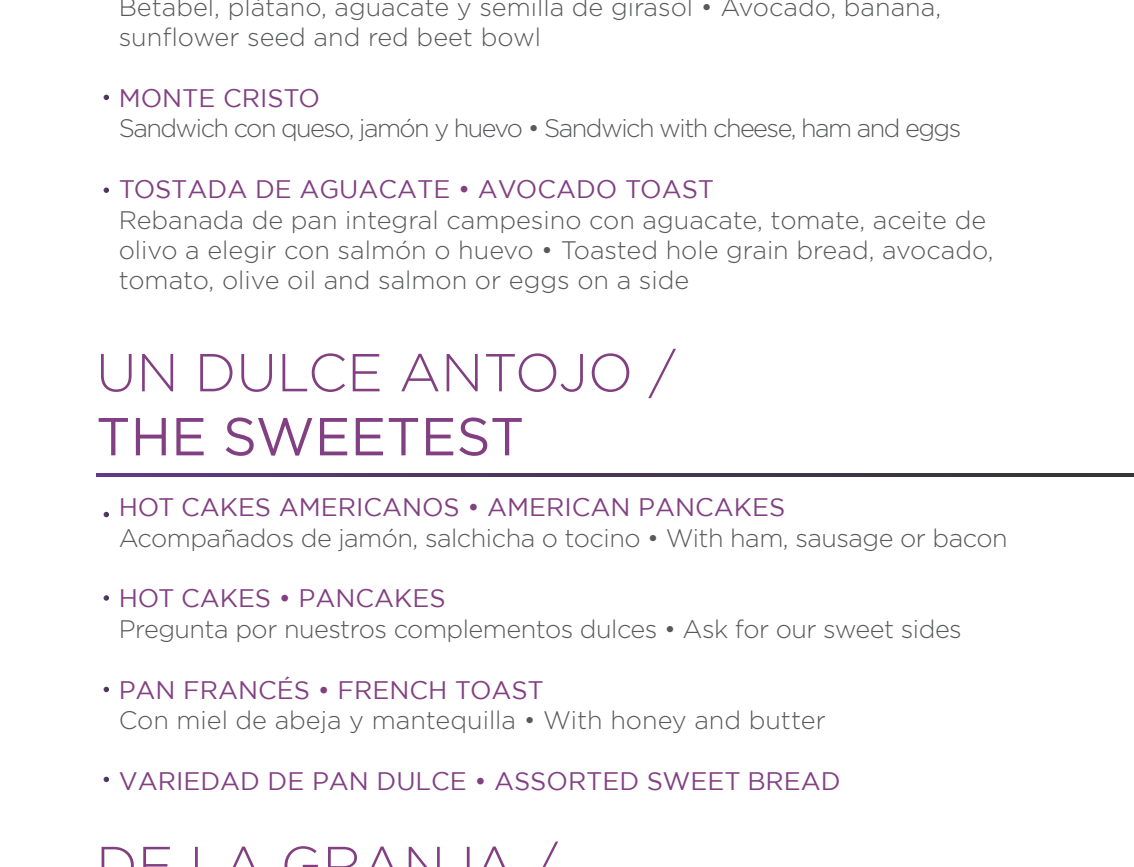 Betabel, plátano, aguacate y semilla de girasol • Avocado, banana,
sunflower seed and red beet bowl
• MONTE CRISTO
Sandwich con queso, jamón y huevo • Sandwich with cheese, ham and eggs
• TOSTADA DE AGUACATE • AVOCADO TOAST
Rebanada de pan integral campesino con aguacate, tomate, aceite de
olivo a elegir con salmón o huevo • Toasted hole grain bread, avocado,
tomato, olive oil and salmon or eggs on a side
UN DULCE ANTOJO /
THE SWEETEST
• HOT CAKES AMERICANOS • AMERICAN PANCAKES
Acompañados de jamón, salchicha o tocino • With ham, sausage or bacon
• HOT CAKES • PANCAKES
Pregunta por nuestros complementos dulces • Ask for our sweet sides
• PAN FRANCÉS • FRENCH TOAST
Con miel de abeja y mantequilla • With honey and butter
• VARIEDAD DE PAN DULCE • ASSORTED SWEET BREAD
DE LA GRANJA /